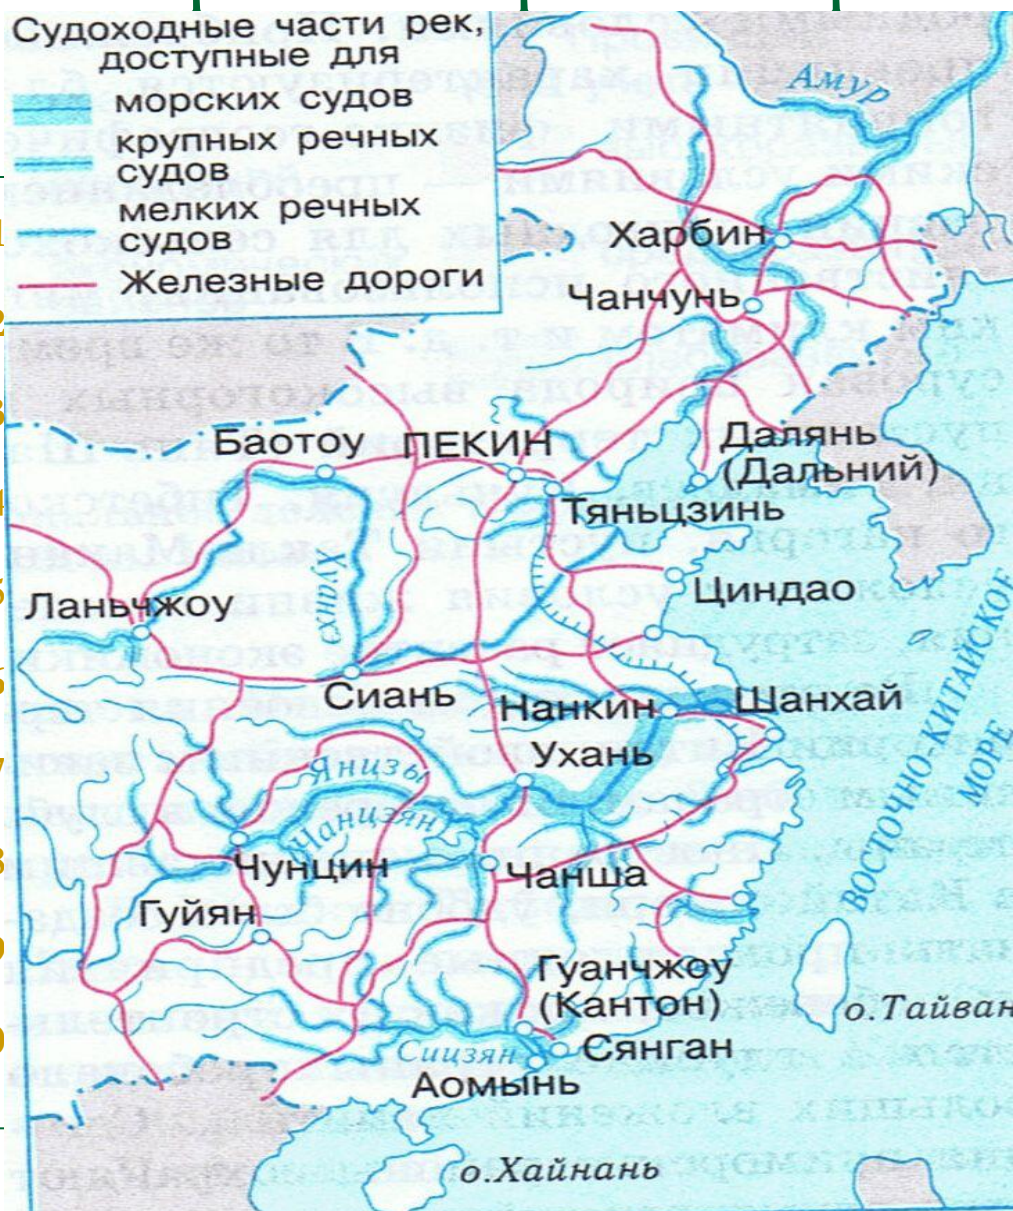 Судоходные части рек,
доступные для
морских судов
крупных речных
судов
мелких речных
судов
Железные дороги
Амур
Харбин
Чанчунь
Баотоу
ПЕКИН
Далянь
(Дальний)
Тяньцзинь
Хуанхэ
Циндао
Ланьчжоу
Сиань
Нанкин
Шанхай
Ухань
Янцзы
Чанцзян
ВОСТОЧНО-КИТАЙСКОЕ
МОРЕ
Чунцин
Чанша
Гуйян
Гуанчжоу
(Кантон)
о.Тайван
Сицзян
Сянган
Аомынь
о.Хайнань